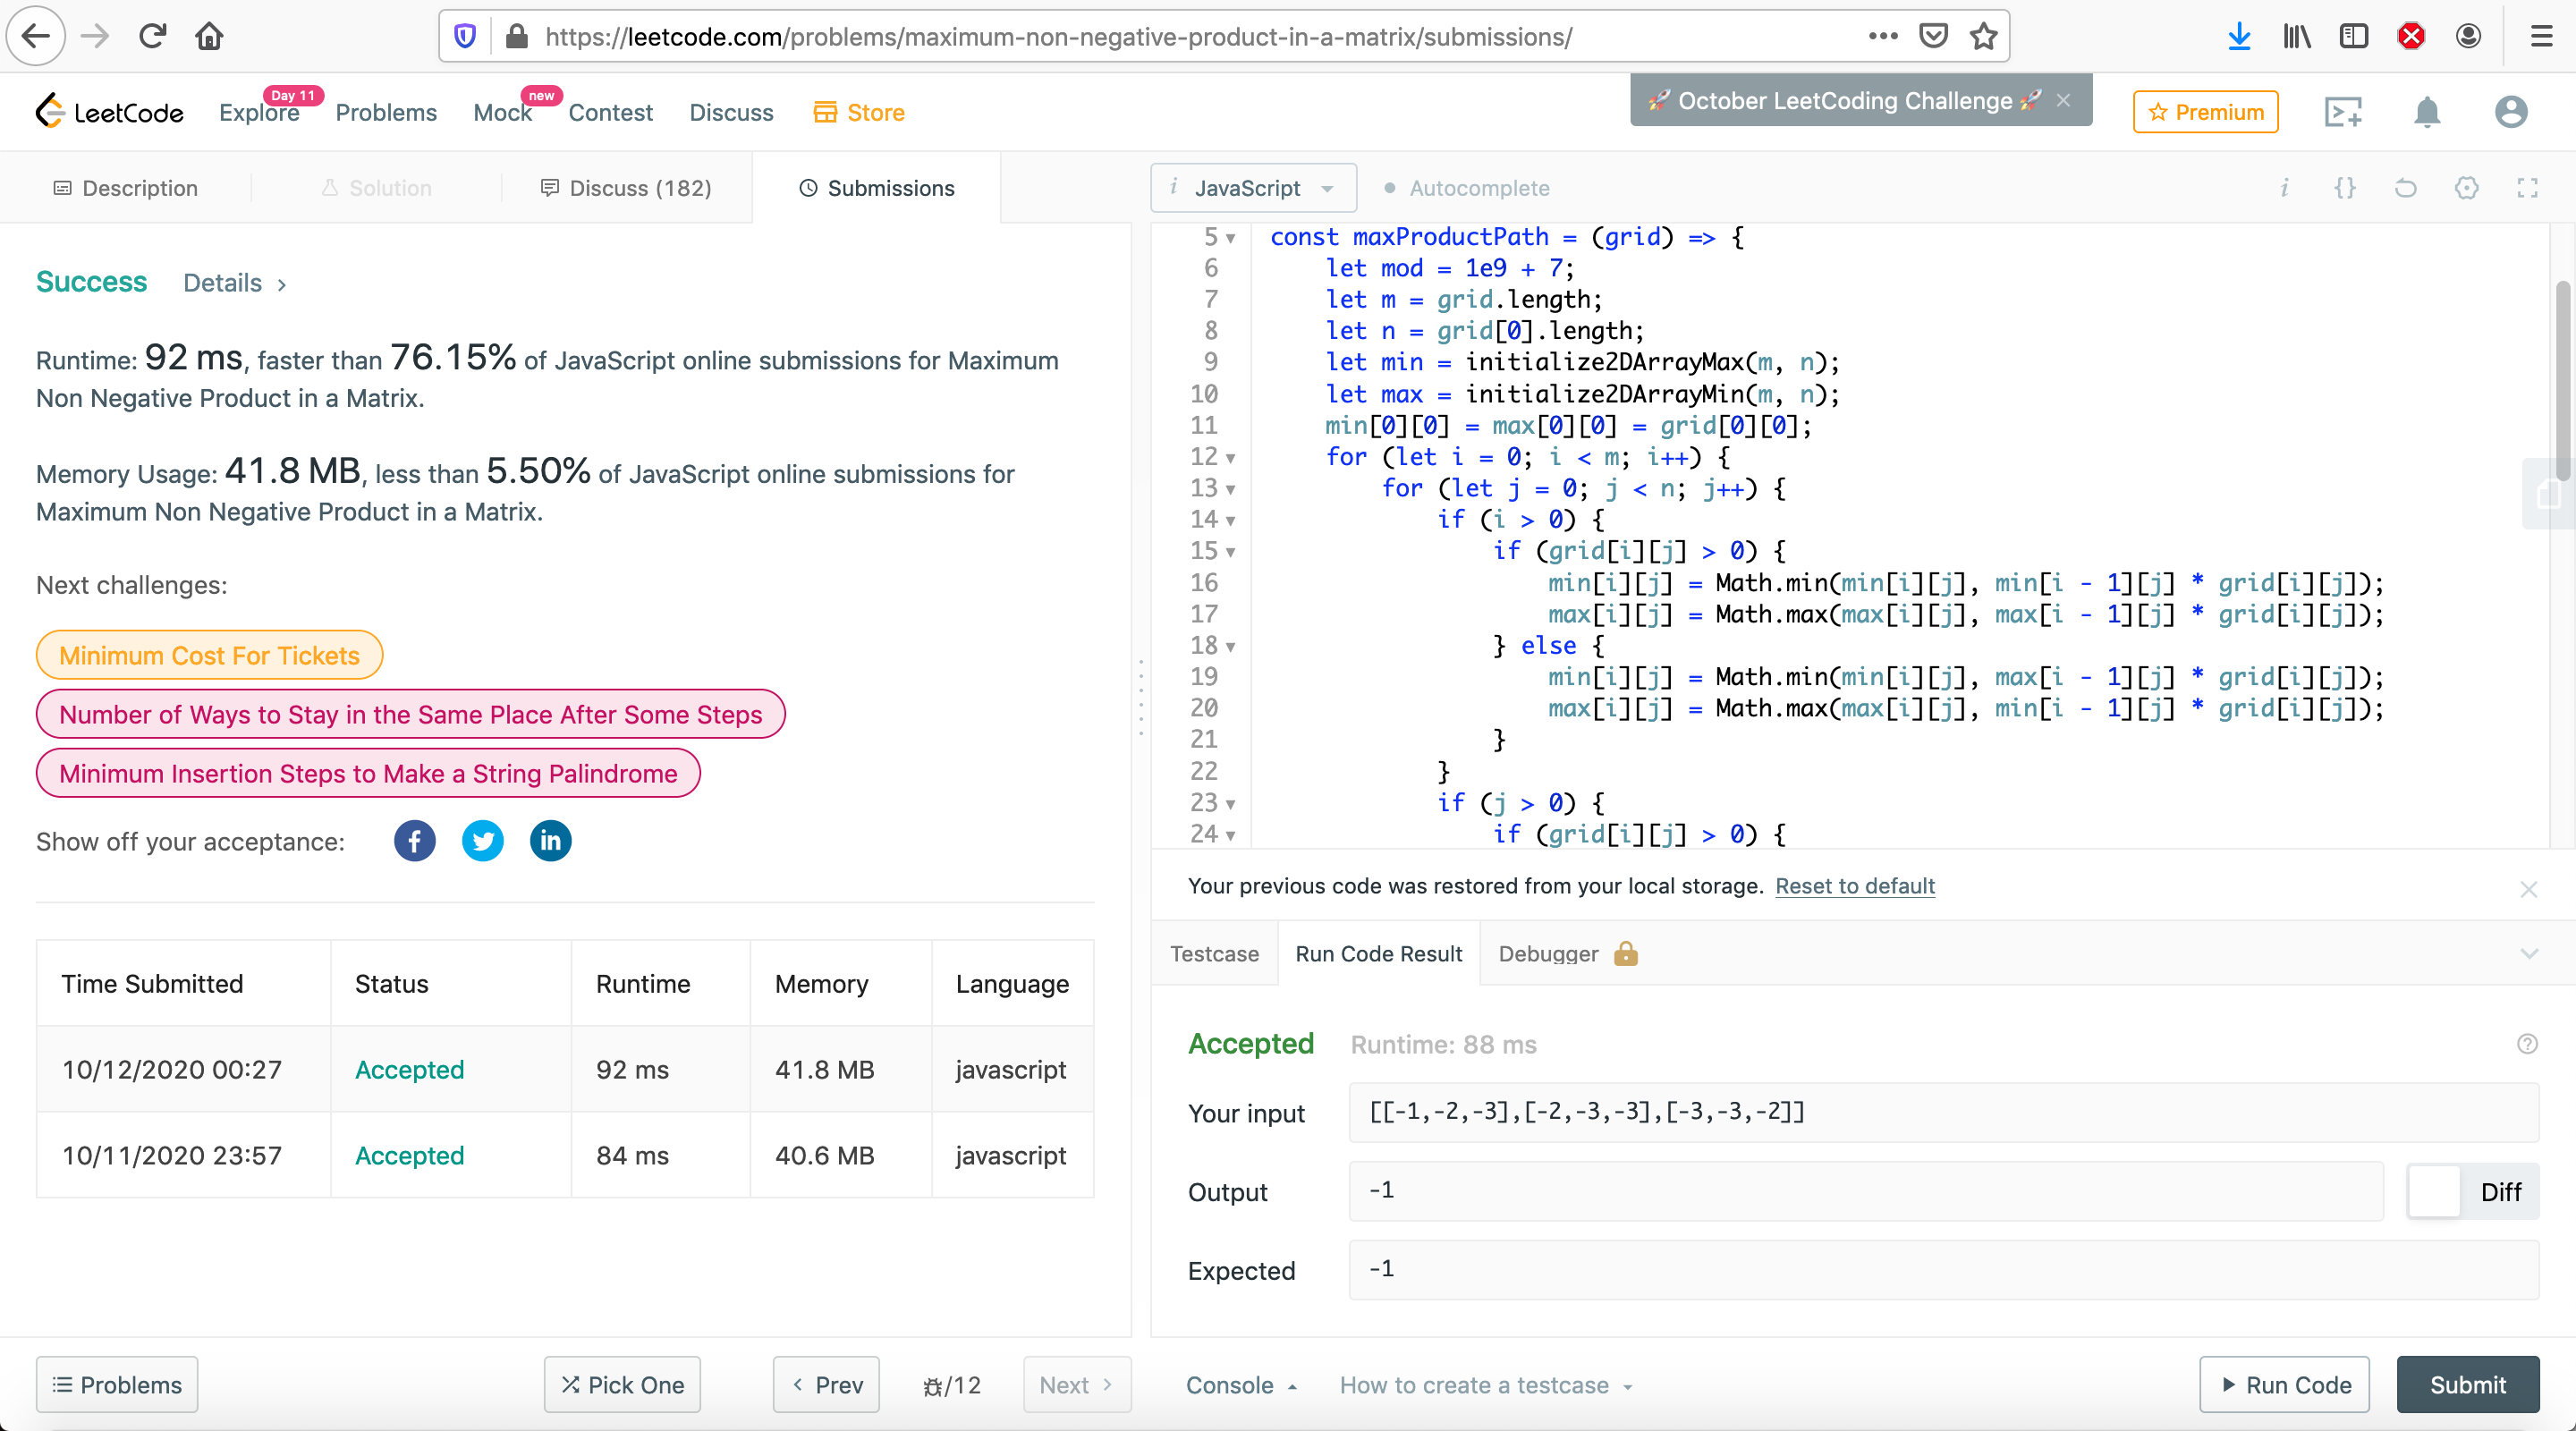 https://leetcode.com/problems/maximum-non-negative-product-in-a-matrix/submissions/
LeetCode
Explore
Day 11
Problems
Mock
new
Contest
Discuss
Store
🚀 October LeetCoding Challenge 🚀
Premium
Description
Solution
Discuss (182)
Submissions
Success Details
Runtime: 92 ms, faster than 76.15% of JavaScript online submissions for Maximum
Non Negative Product in a Matrix.
Memory Usage: 41.8 MB, less than 5.50% of JavaScript online submissions for
Maximum Non Negative Product in a Matrix.
Next challenges:
Minimum Cost For Tickets
Number of Ways to Stay in the Same Place After Some Steps
Minimum Insertion Steps to Make a String Palindrome
Show off your acceptance:
Time Submitted Status Runtime Memory Language
10/12/2020 00:27 Accepted 92 ms 41.8 MB javascript
10/11/2020 23:57 Accepted 84 ms 40.6 MB javascript
Problems
Pick One
Prev
/12
Next
i JavaScript
Autocomplete
5 const maxProductPath = (grid) => {
6 let mod = 1e9 + 7;
7 let m = grid.length;
8 let n = grid[0].length;
9 let min = initialize2DArrayMax(m, n);
10 let max = initialize2DArrayMin(m, n);
11 min[0][0] = max[0][0] = grid[0][0];
12 for (let i = 0; i < m; i++) {
13 for (let j = 0; j < n; j++) {
14 if (i > 0) {
15 if (grid[i][j] > 0) {
16 min[i][j] = Math.min(min[i][j], min[i - 1][j] * grid[i][j]);
17 max[i][j] = Math.max(max[i][j], max[i - 1][j] * grid[i][j]);
18 } else {
19 min[i][j] = Math.min(min[i][j], max[i - 1][j] * grid[i][j]);
20 max[i][j] = Math.max(max[i][j], min[i - 1][j] * grid[i][j]);
21 }
22 }
23 if (j > 0) {
24 if (grid[i][j] > 0) {
Your previous code was restored from your local storage. Reset to default
Testcase
Run Code Result
Debugger
Accepted Runtime: 88 ms
Your input
[[-1,-2,-3],[-2,-3,-3],[-3,-3,-2]]
Output
-1
Diff
Expected
-1
Console
How to create a testcase
Run Code
Submit